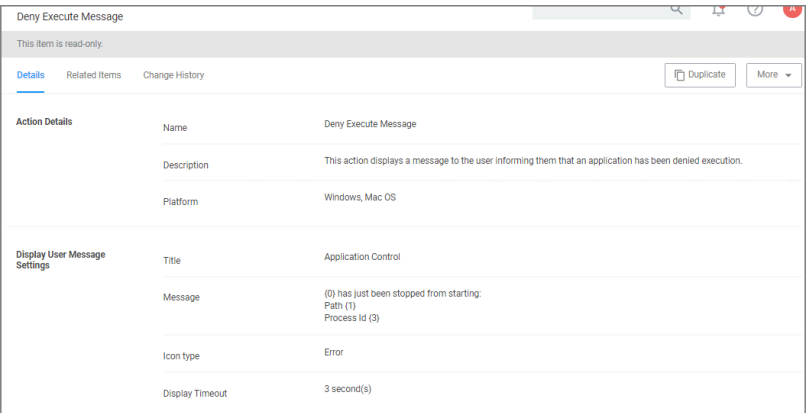 Deny Execute Message
A
This item is read-only.
Details Related Items Change History Duplicate More
Action Details
Name Deny Execute Message
Description This action displays a message to the user informing them that an application has been denied execution.
Platform Windows, Mac OS
Display User Message
Settings
Title Application Control
Message {0} has just been stopped from starting:
Path {1}
Process Id {3}
Icon type Error
Display Timeout 3 second(s)